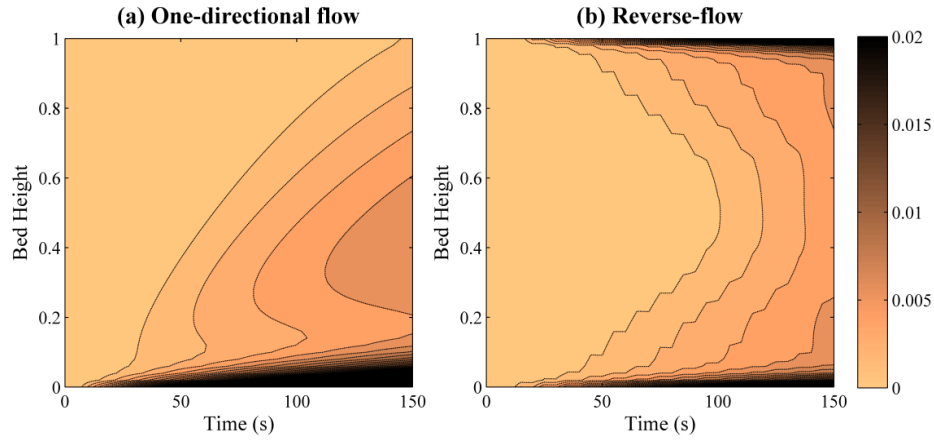 (a) One-directional flow
(b) Reverse-flow
Bed Height
1
0.8
0.6
0.4
0.2
0
0 50 100 150
Time (s)
Bed Height
1
0.8
0.6
0.4
0.2
0
0 50 100 150
Time (s)
0.02
0.015
0.01
0.005
0